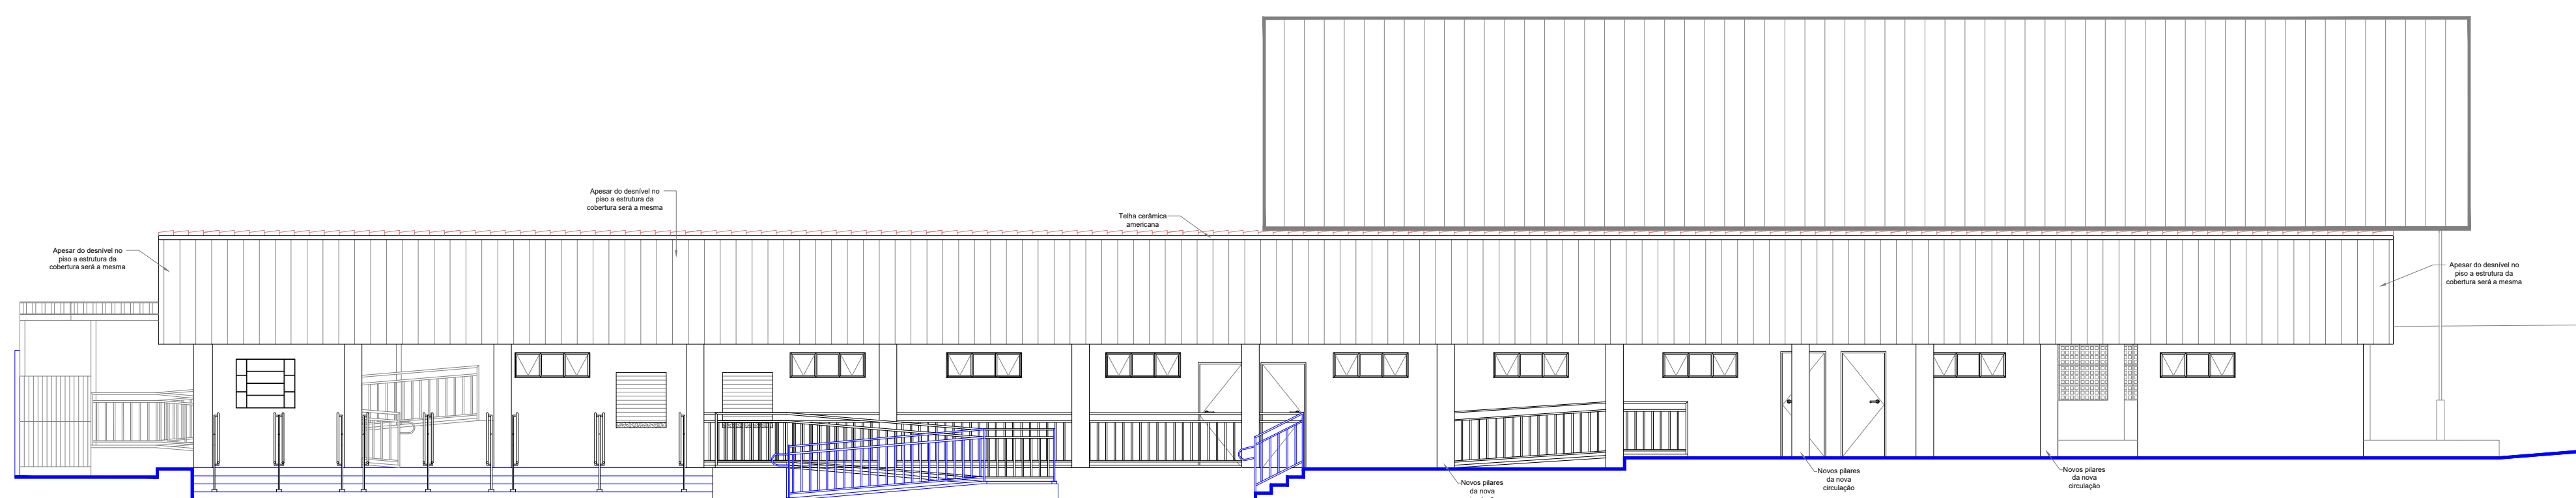 Apesar do desnível no
piso a estrutura da
cobertura será a mesma
Apesar do desnível no
piso a estrutura da
cobertura será a mesma
Telha cerâmica
americana
Apesar do desnível no
piso a estrutura da
cobertura será a mesma
Novos pilares
da nova
Novos pilares
da nova
circulação
Novos pilares
da nova
circulação